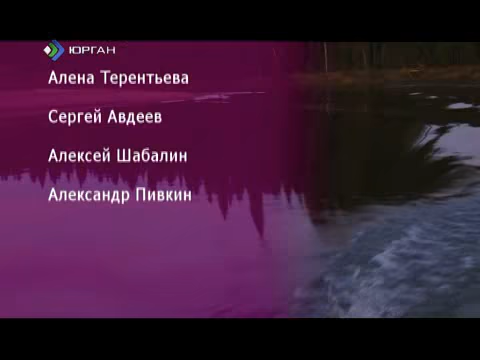 ЮРГАН
Алена Терентьева
Сергей Авдеев
Алексей Шабалин
Александр Пивкин